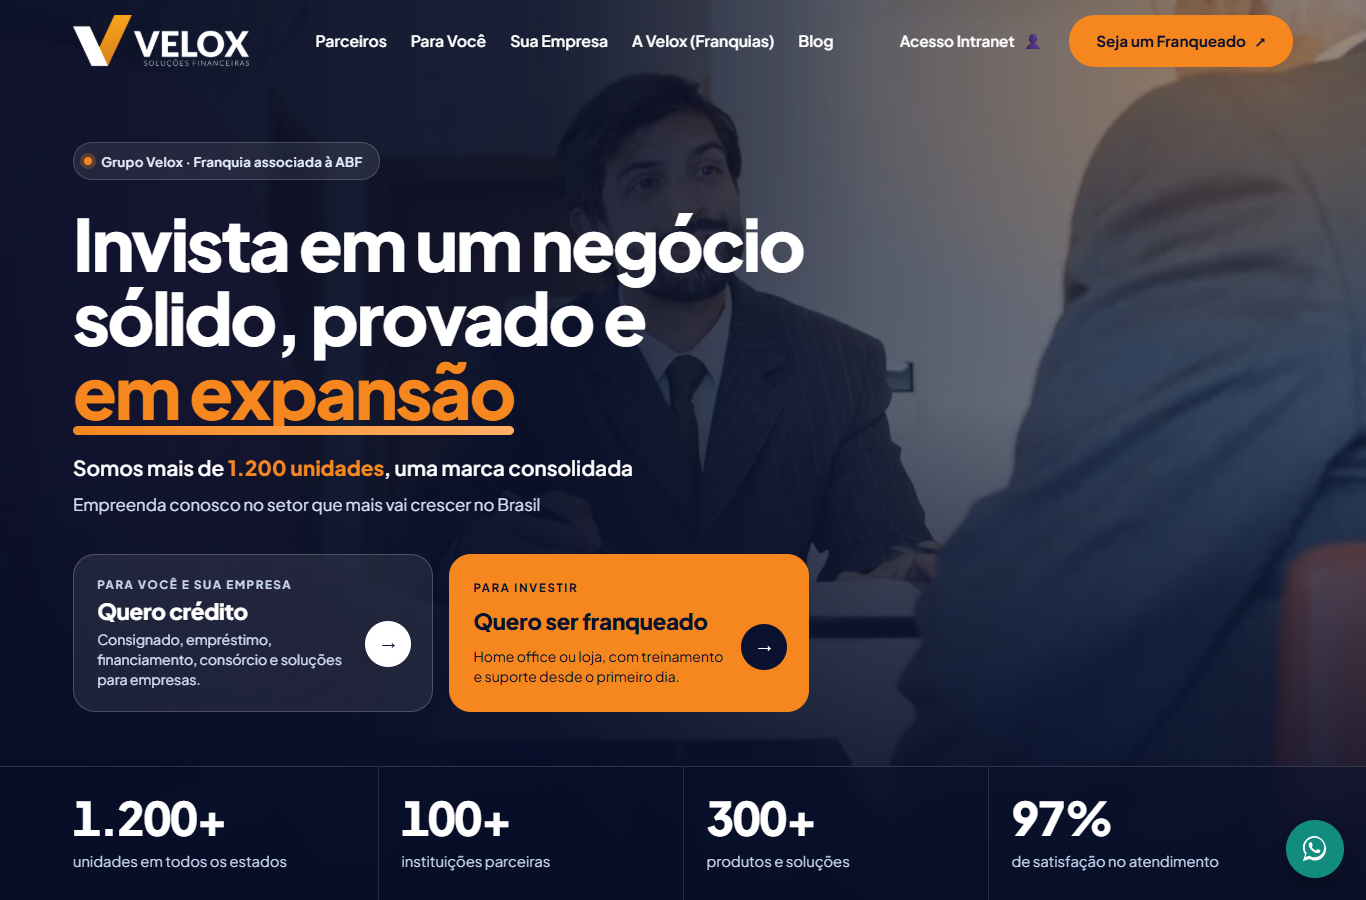 VELOX
SOLUÇÕES FINANCEIRAS
Parceiros
Para Você
Sua Empresa
A Velox (Franquias)
Blog
Acesso Intranet
Seja um Franqueado ↗
Grupo Velox · Franquia associada à ABF
Invista em um negócio
sólido, provado e
em expansão
Somos mais de 1.200 unidades, uma marca consolidada
Empreenda conosco no setor que mais vai crescer no Brasil
PARA VOCÊ E SUA EMPRESA
Quero crédito
Consignado, empréstimo,
financiamento, consórcio e soluções
para empresas.
→
PARA INVESTIR
Quero ser franqueado
Home office ou loja, com treinamento
e suporte desde o primeiro dia.
→
1.200+
unidades em todos os estados
100+
instituições parceiras
300+
produtos e soluções
97%
de satisfação no atendimento